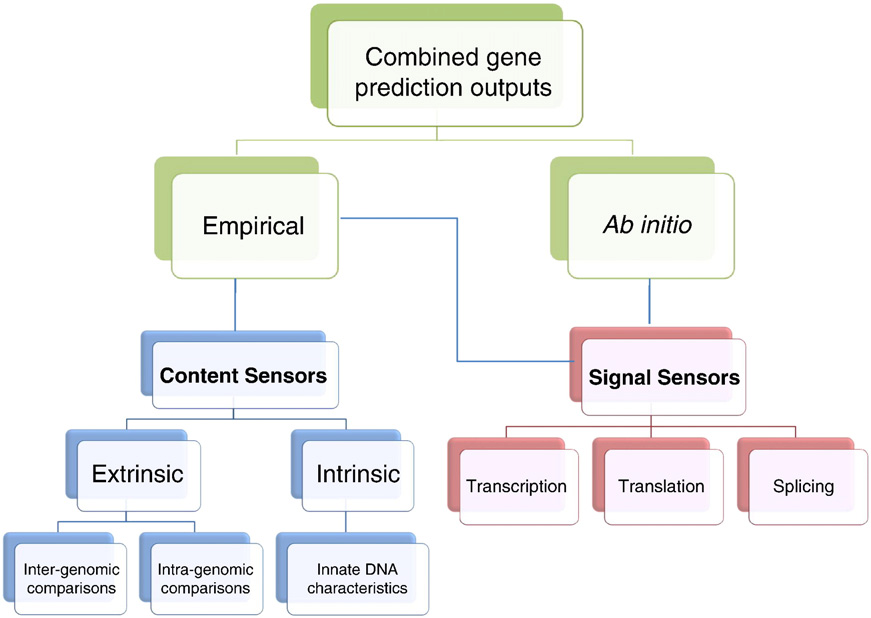 Combined gene
prediction outputs
Empirical
Ab initio
Content Sensors
Signal Sensors
Extrinsic
Intrinsic
Transcription
Translation
Splicing
Inter-genomic
comparisons
Intra-genomic
comparisons
Innate DNA
characteristics